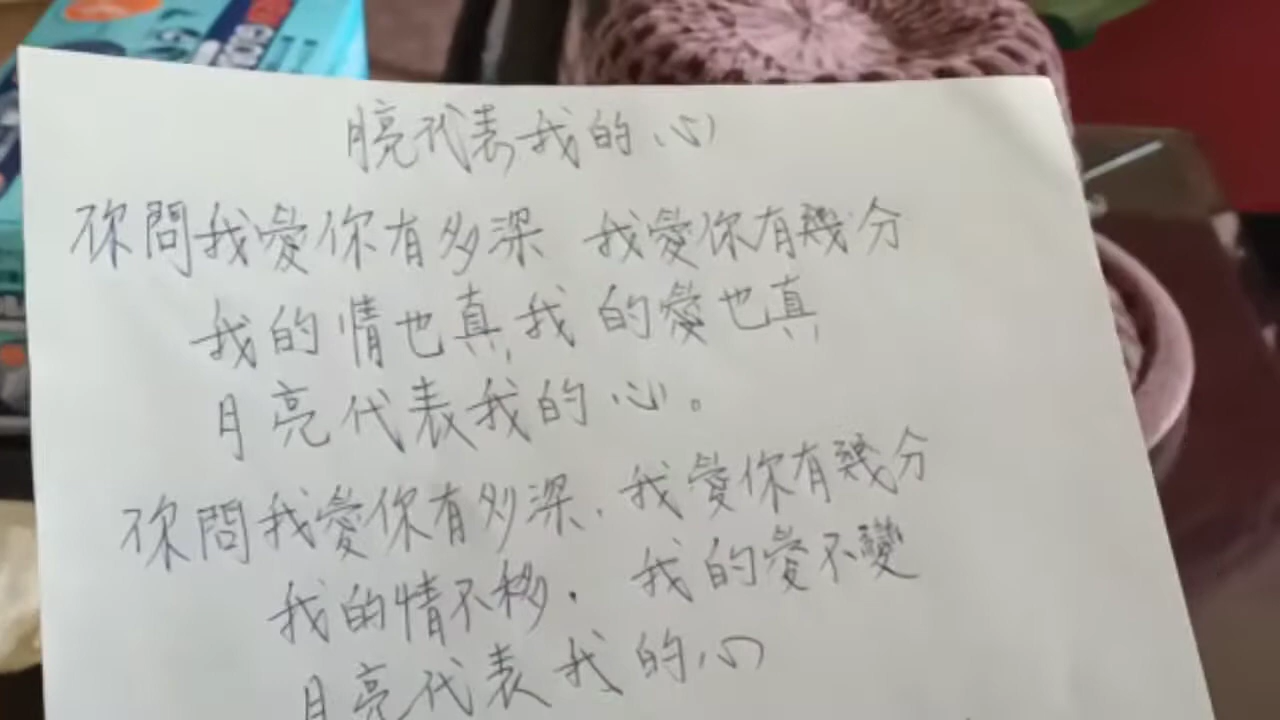 月亮代表我的心
你問我愛你有多深 我愛你有幾分
我的情也真,我的愛也真
月亮代表我的心。
你問我愛你有多深,我愛你有幾分
我的情不移. 我的愛不變
月亮代表我的心